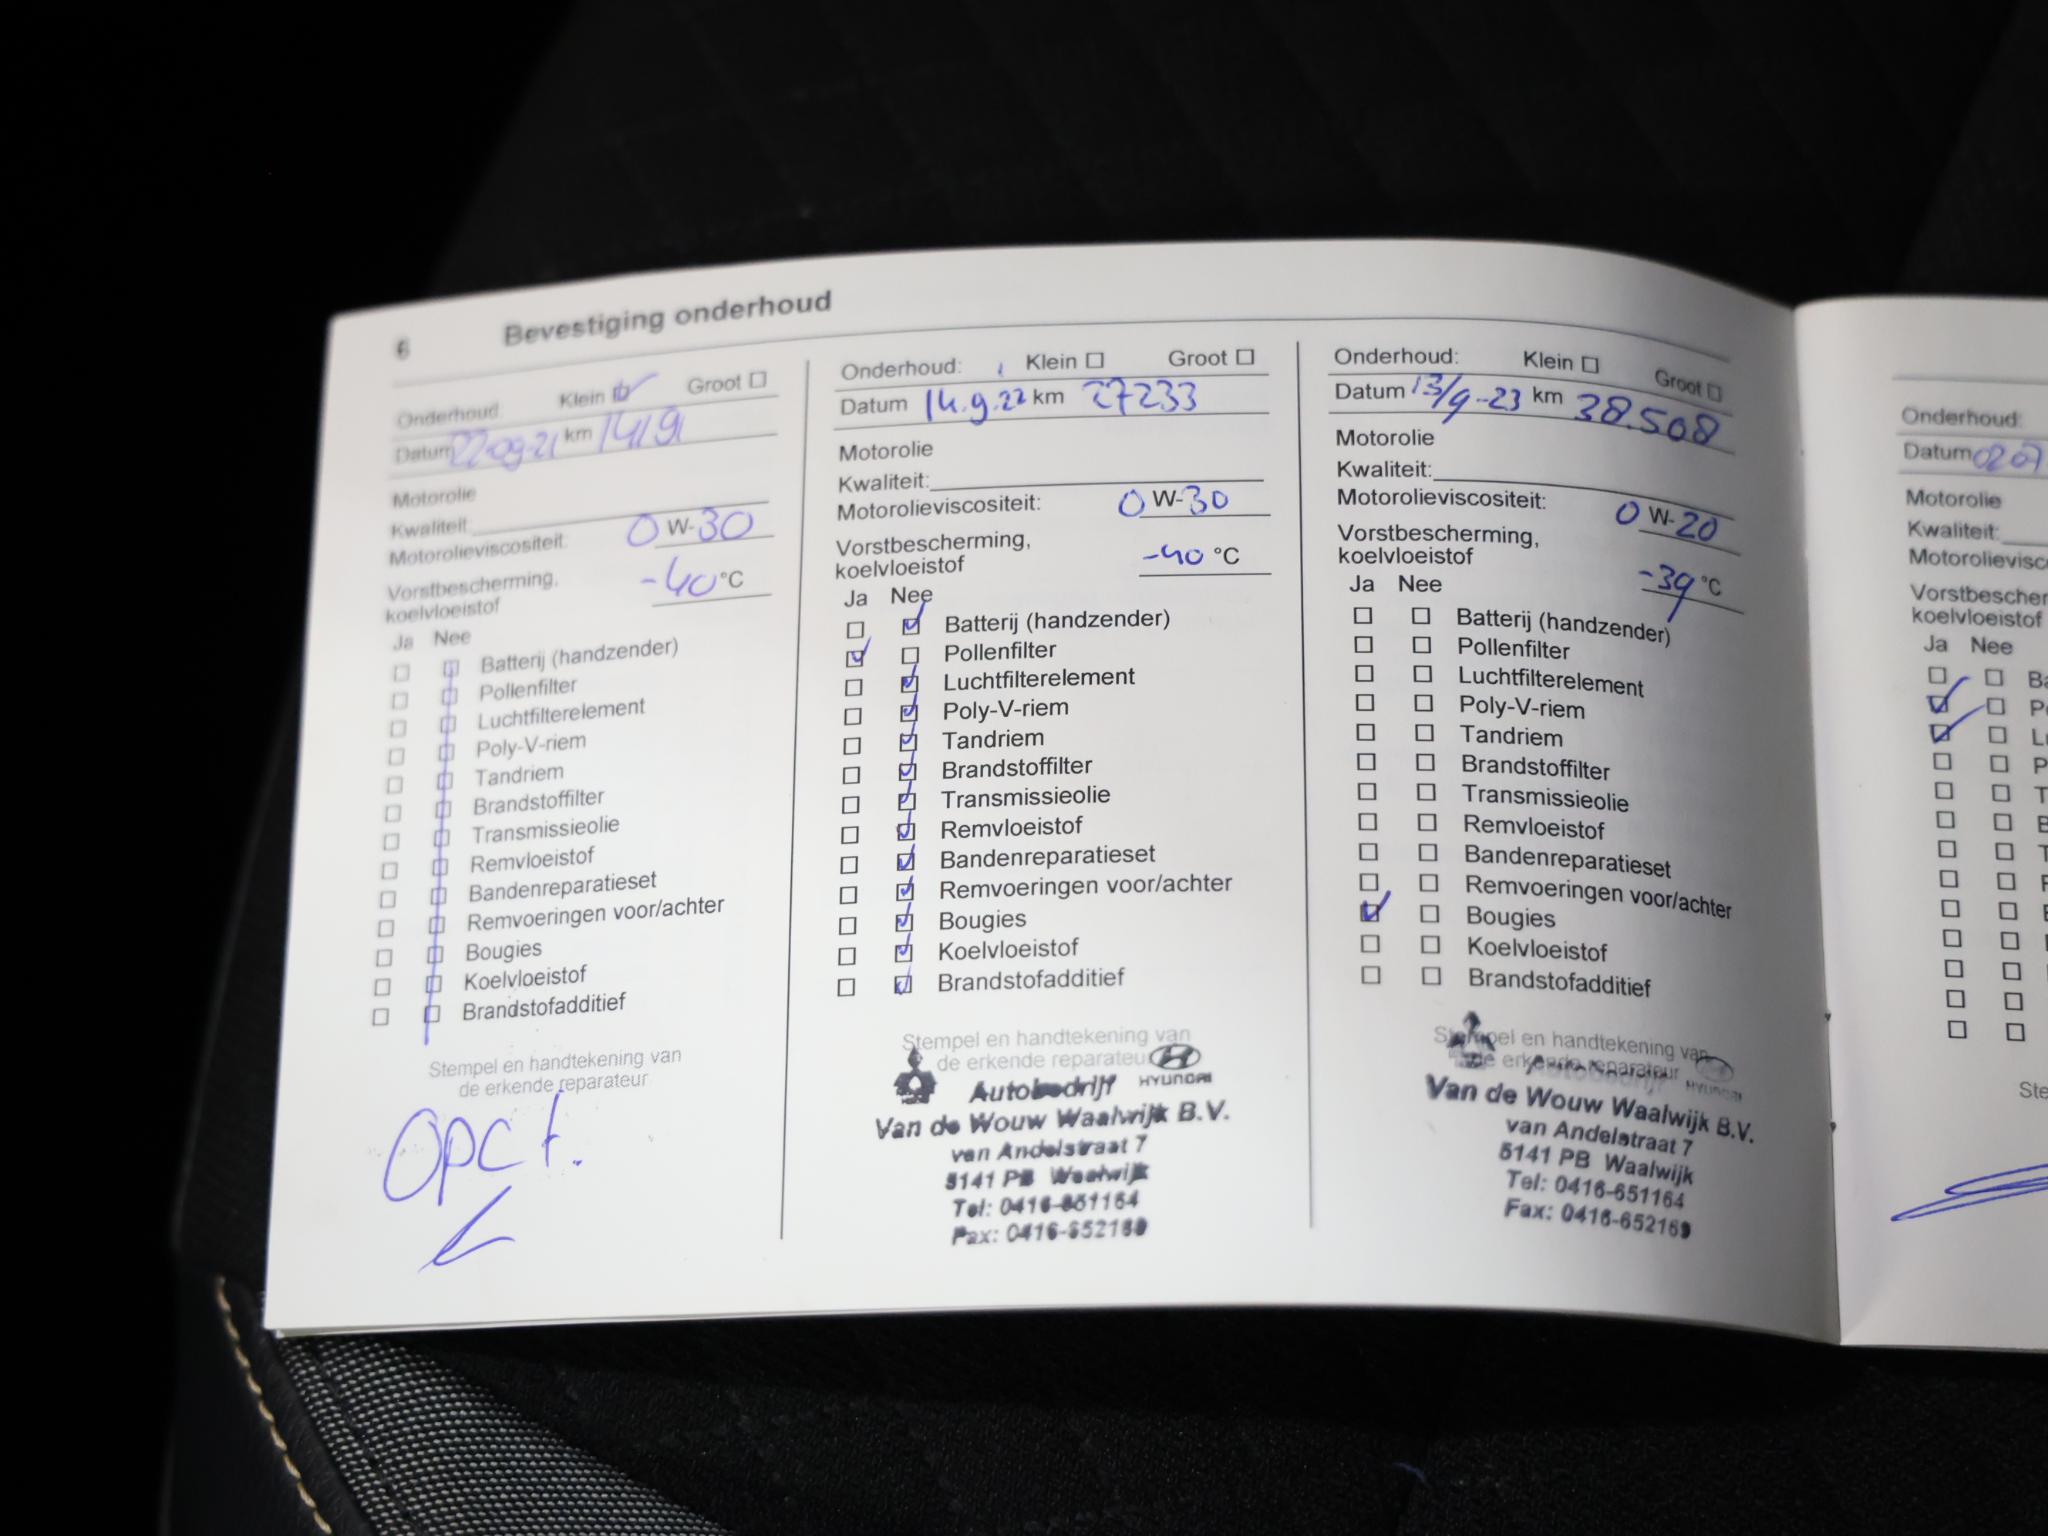 6 Bevestiging onderhoud
Onderhoud: Klein Groot
Datum 22-09-21 km
Motorolie
Kwaliteit:
Motorolieviscositeit: 0 W-30
Vorstbescherming,
koelvloeistof -40 °C
Ja Nee
Batterij (handzender)
Pollenfilter
Luchtfilterelement
Poly-V-riem
Tandriem
Brandstoffilter
Transmissieolie
Remvloeistof
Bandenreparatieset
Remvoeringen voor/achter
Bougies
Koelvloeistof
Brandstofadditief
Stempel en handtekening van
de erkende reparateur
Onderhoud: Klein Groot
Datum 14.9.22 km 27233
Motorolie
Kwaliteit:
Motorolieviscositeit: 0 W-30
Vorstbescherming,
koelvloeistof -40 °C
Ja Nee
Batterij (handzender)
Pollenfilter
Luchtfilterelement
Poly-V-riem
Tandriem
Brandstoffilter
Transmissieolie
Remvloeistof
Bandenreparatieset
Remvoeringen voor/achter
Bougies
Koelvloeistof
Brandstofadditief
Stempel en handtekening van
de erkende reparateur
Autobedrijf HYUNDAI
Van de Wouw Waalwijk B.V.
van Andelstraat 7
5141 PB Waalwijk
Tel: 0416-651164
Fax: 0416-652169
Onderhoud: Klein Groot
Datum 13/9-23 km 38.508
Motorolie
Kwaliteit:
Motorolieviscositeit: 0 W-20
Vorstbescherming,
koelvloeistof -39 °C
Ja Nee
Batterij (handzender)
Pollenfilter
Luchtfilterelement
Poly-V-riem
Tandriem
Brandstoffilter
Transmissieolie
Remvloeistof
Bandenreparatieset
Remvoeringen voor/achter
Bougies
Koelvloeistof
Brandstofadditief
Stempel en handtekening van
de erkende reparateur
Autobedrijf HYUNDAI
Van de Wouw Waalwijk B.V.
van Andelstraat 7
5141 PB Waalwijk
Tel: 0416-651164
Fax: 0416-652169
Onderhoud:
Datum 02 07
Motorolie
Kwaliteit:
Motorolievisc
Vorstbescher
koelvloeistof
Ja Nee